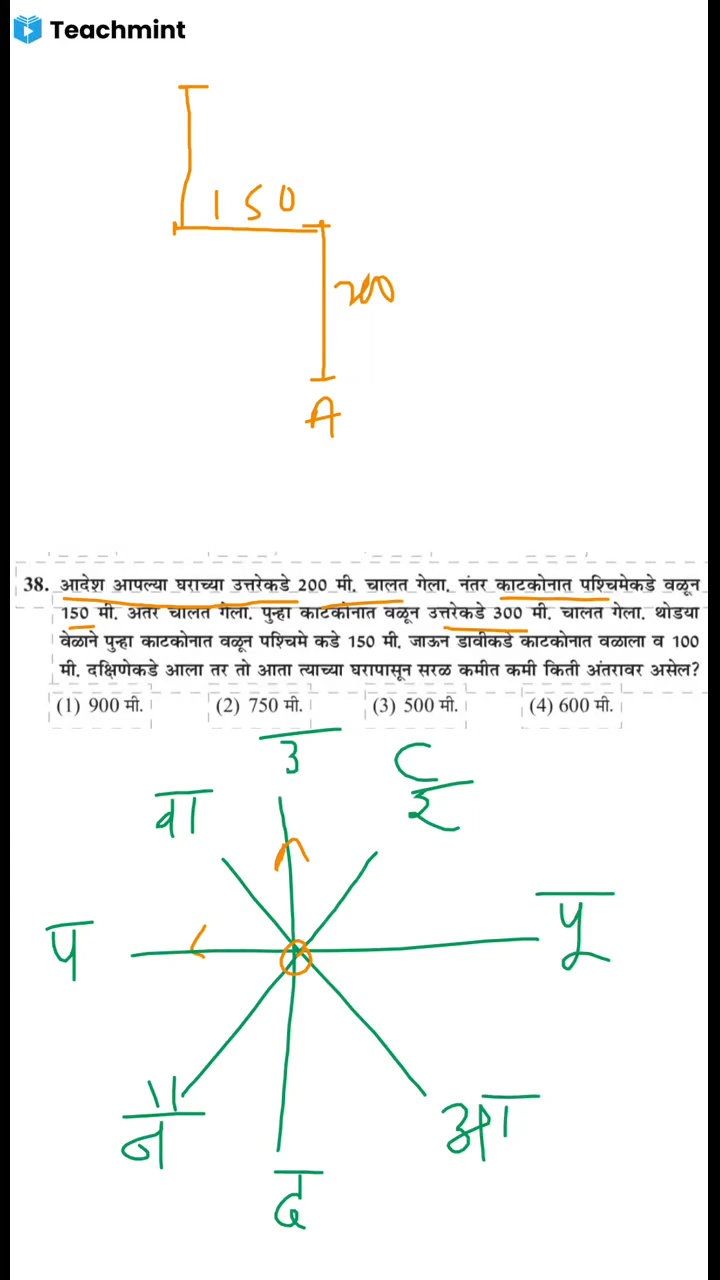 Teachmint
150
200
A
38. आदेश आपल्या घराच्या उत्तरेकडे 200 मी. चालत गेला. नंतर काटकोनात पश्चिमेकडे वळून
150 मी. अंतर चालत गेला. पुन्हा काटकोनात वळून उत्तरेकडे 300 मी. चालत गेला. थोडया
वेळाने पुन्हा काटकोनात वळून पश्चिमे कडे 150 मी. जाऊन डावीकडे काटकोनात वळाला व 100
मी. दक्षिणेकडे आला तर तो आता त्याच्या घरापासून सरळ कमीत कमी किती अंतरावर असेल?
(1) 900 मी. (2) 750 मी. (3) 500 मी. (4) 600 मी.
उ
ई
वा
पू
प
नै
आ
द